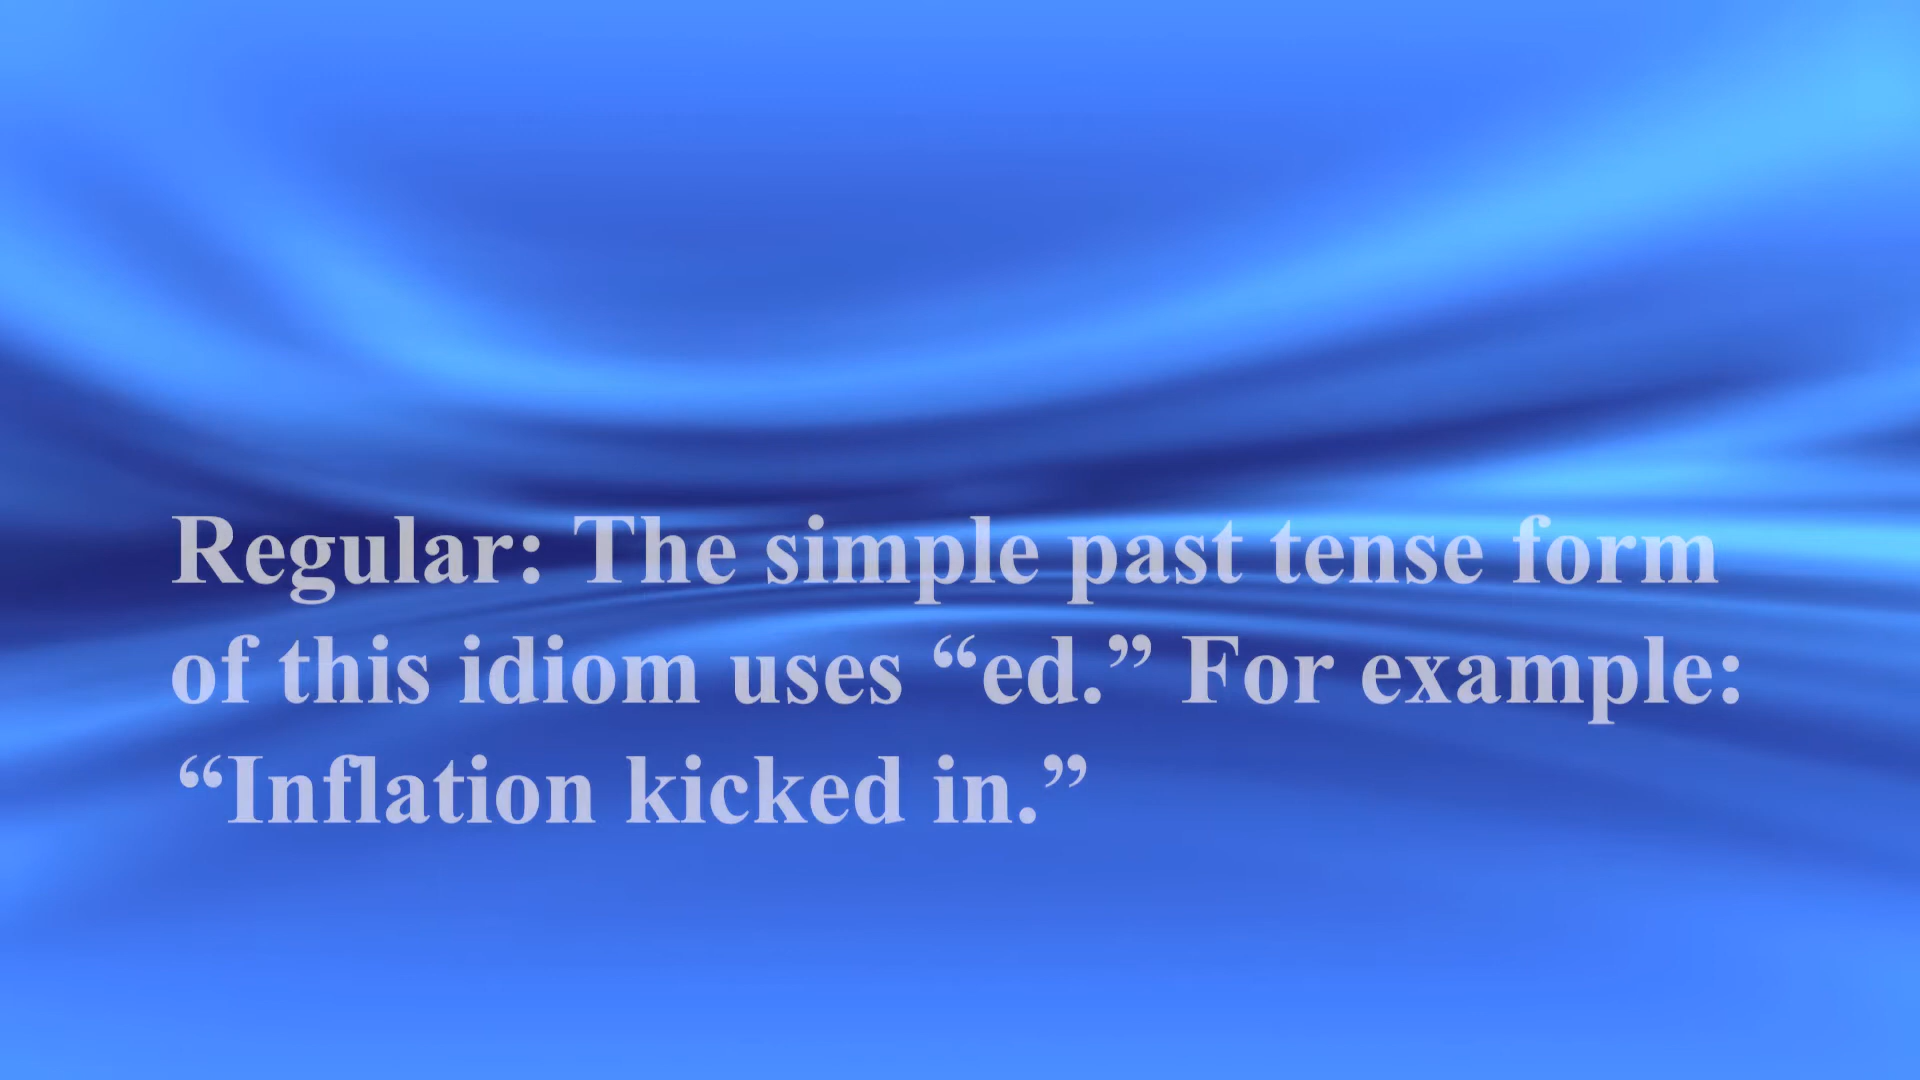 Regular: The simple past tense form
of this idiom uses “ed.” For example:
“Inflation kicked in.”